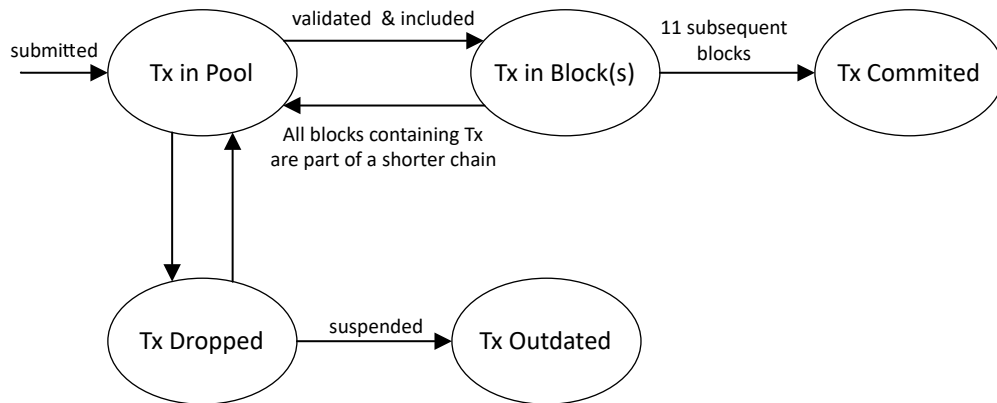 submitted
Tx in Pool
validated & included
Tx in Block(s)
11 subsequent
blocks
Tx Commited
All blocks containing Tx
are part of a shorter chain
Tx Dropped
suspended
Tx Outdated